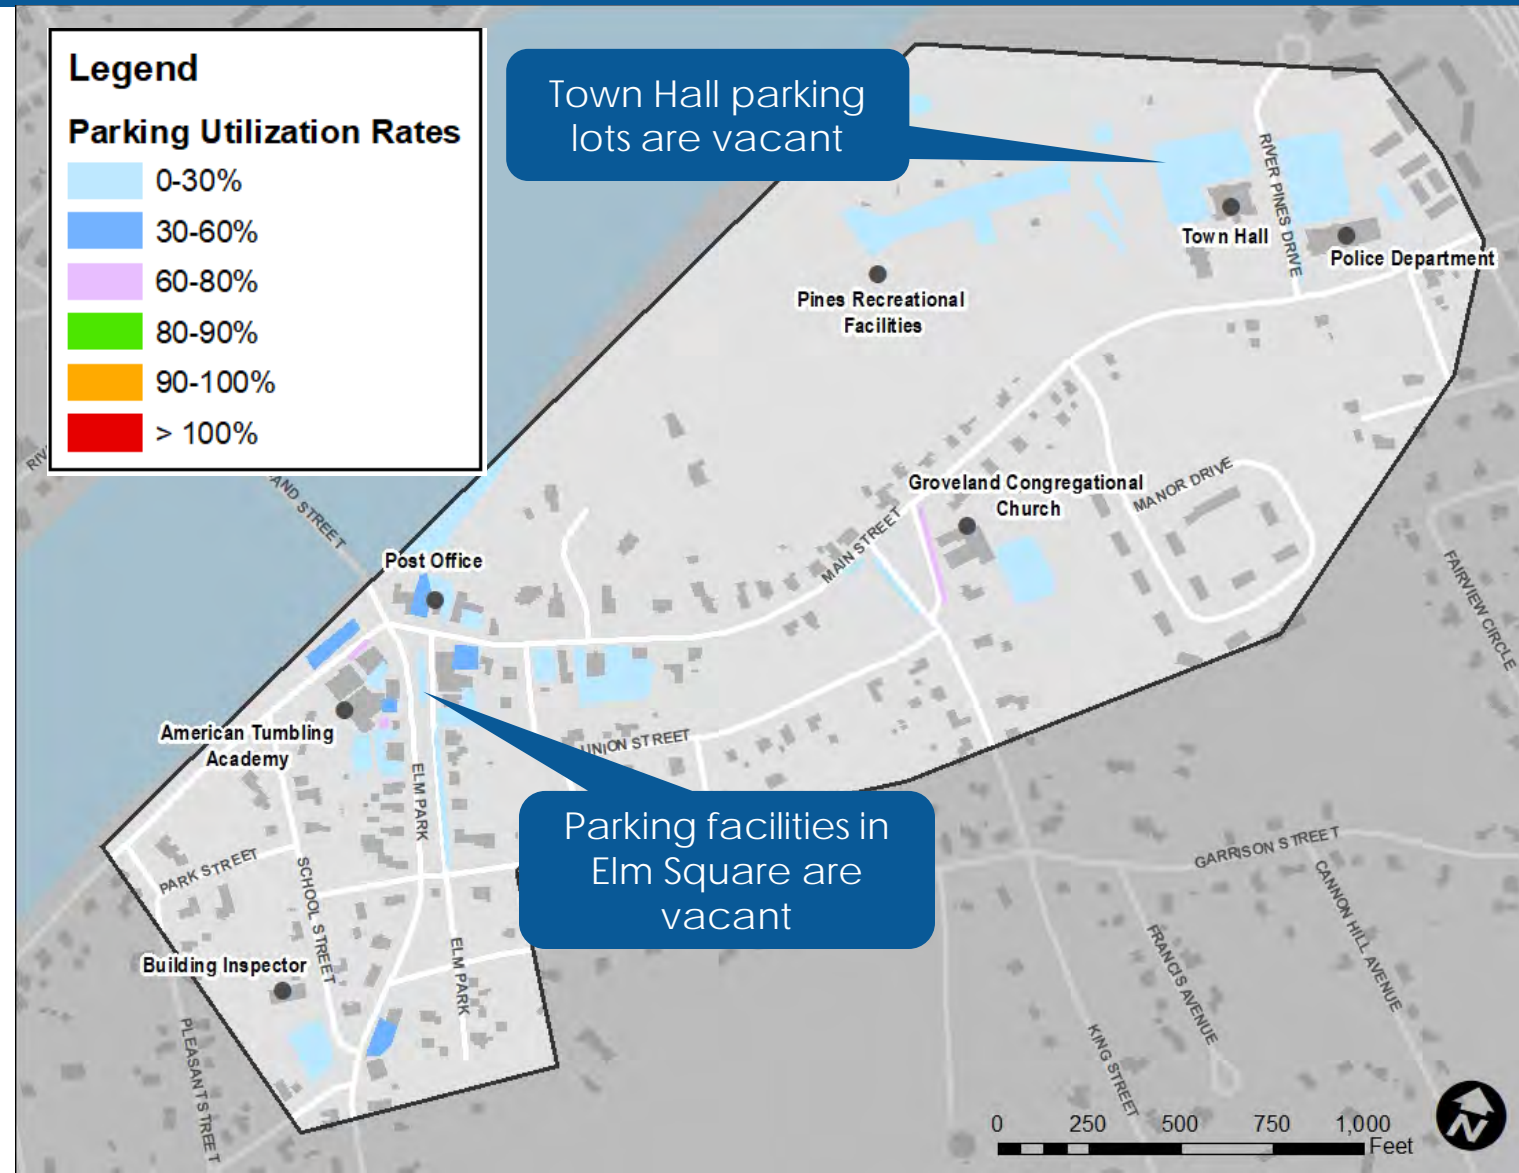 Legend
Parking Utilization Rates
0-30%
30-60%
60-80%
80-90%
90-100%
> 100%
Town Hall parking
lots are vacant
RIVER PINES DRIVE
Town Hall
Police Department
Pines Recreational
Facilities
Groveland Congregational
Church
MANOR DRIVE
MAIN STREET
FAIRVIEW CIRCLE
RIV
AND STREET
Post Office
American Tumbling
Academy
UNION STREET
ELM PARK
Parking facilities in
Elm Square are
vacant
PARK STREET
SCHOOL STREET
GARRISON STREET
CANNON HILL AVENUE
FRANCIS AVENUE
ELM PARK
Building Inspector
PLEASANT STREET
KING STREET
0 250 500 750 1,000
Feet
N